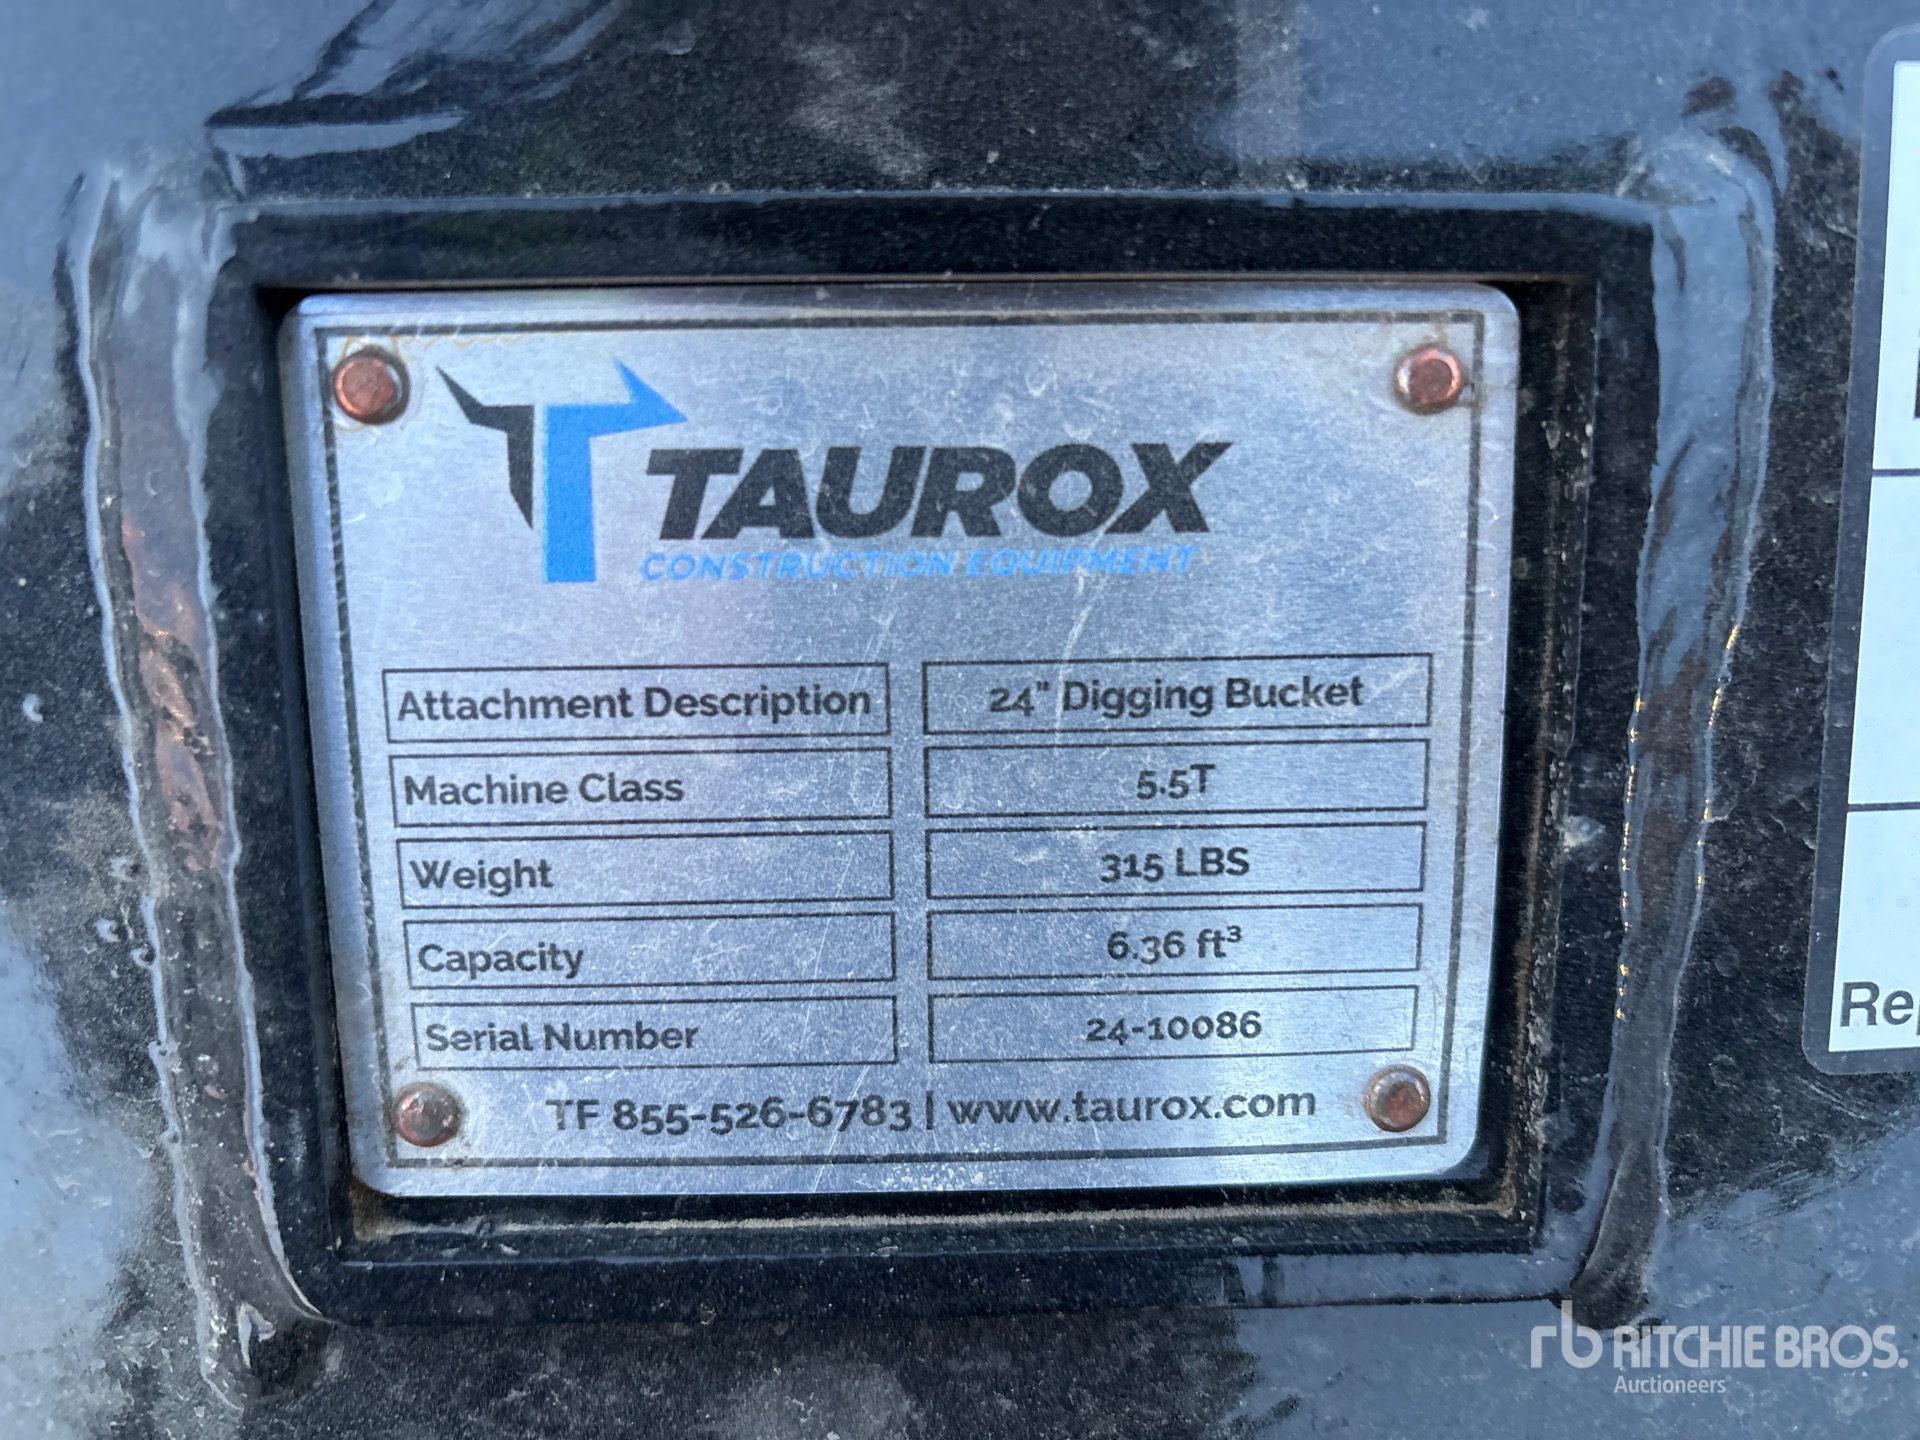 TAUROX
CONSTRUCTION EQUIPMENT
Attachment Description 24" Digging Bucket
Machine Class 5.5T
Weight 315 LBS
Capacity 6.36 ft³
Serial Number 24-10086
TF 855-526-6783 | www.taurox.com
rb RITCHIE BROS.
Auctioneers